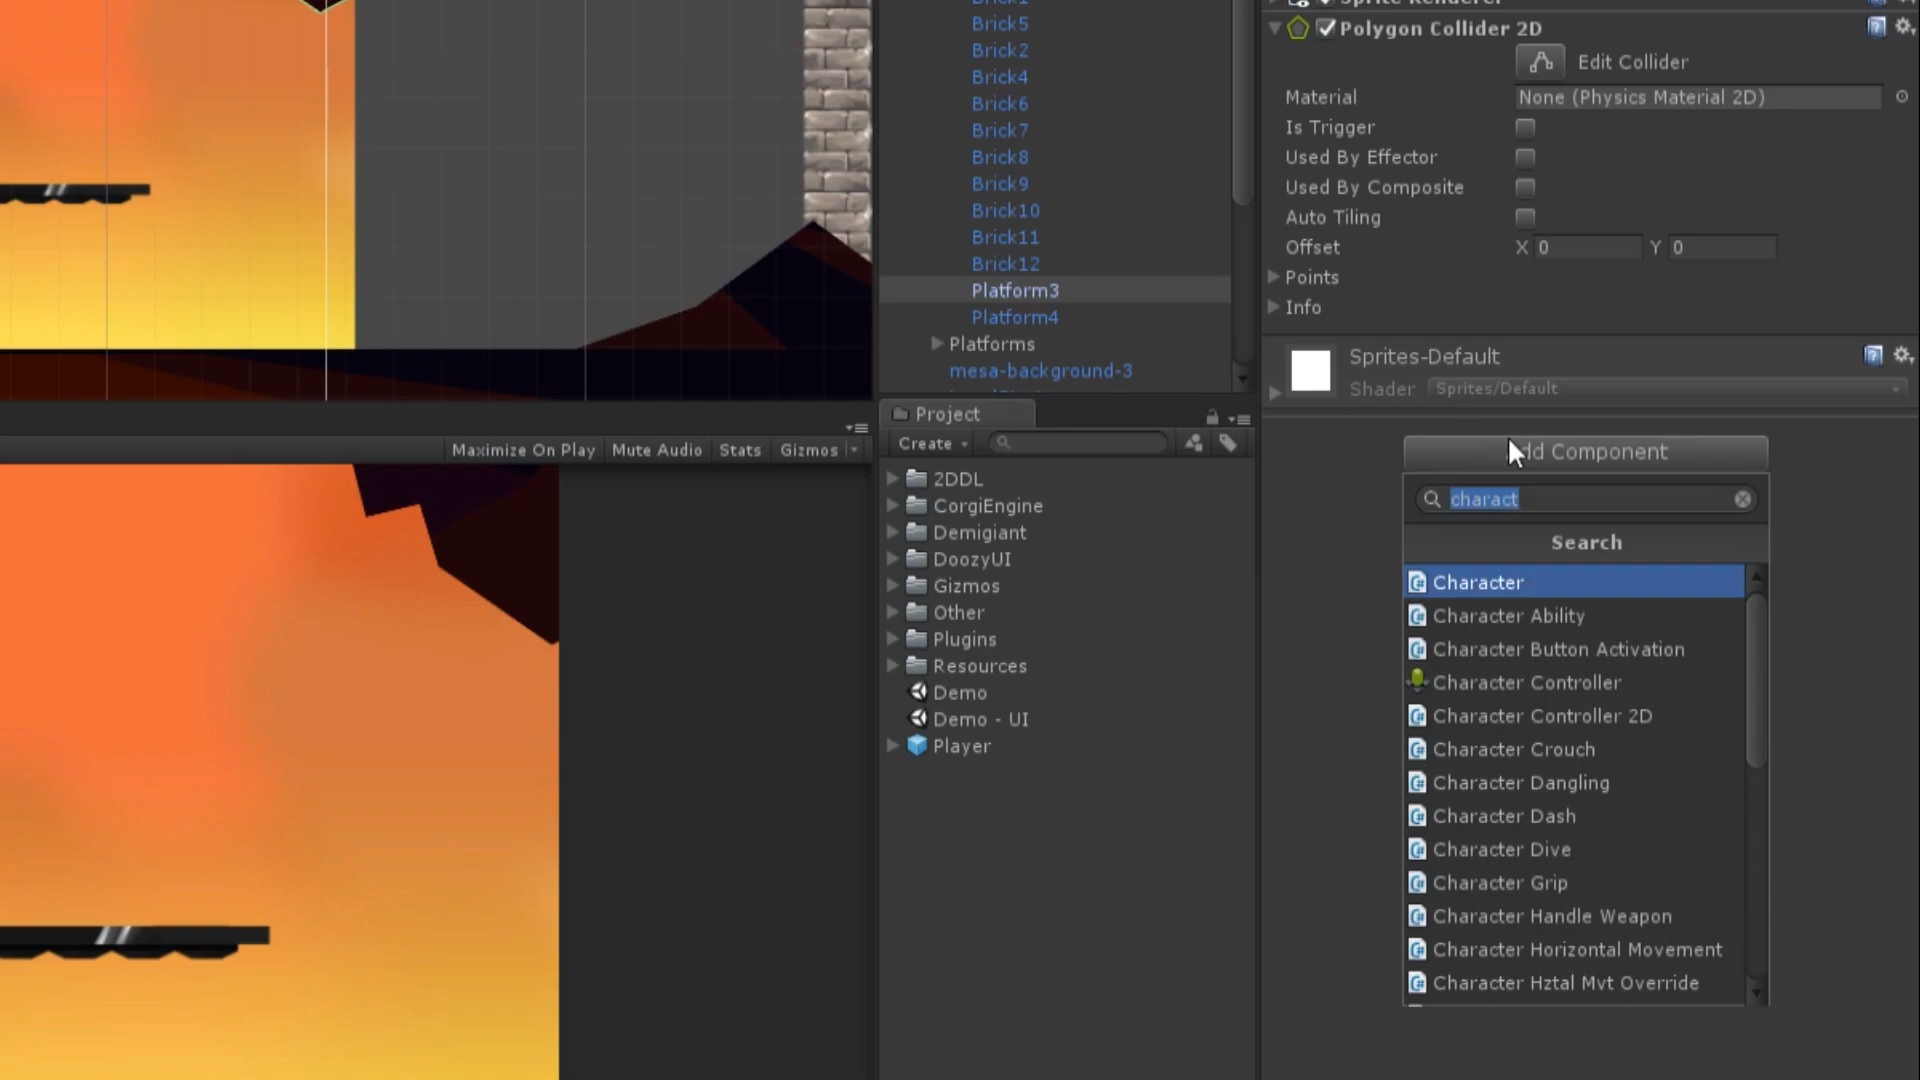 Brick1
Brick5
Brick2
Brick4
Brick6
Brick7
Brick8
Brick9
Brick10
Brick11
Brick12
Platform3
Platform4
Platforms
mesa-background-3
Maximize On Play Mute Audio Stats Gizmos
Project
Create
2DDL
CorgiEngine
Demigiant
DoozyUI
Gizmos
Other
Plugins
Resources
Demo
Demo - UI
Player
Sprite Renderer
Polygon Collider 2D
Edit Collider
Material None (Physics Material 2D)
Is Trigger
Used By Effector
Used By Composite
Auto Tiling
Offset X 0 Y 0
Points
Info
Sprites-Default
Shader Sprites/Default
dd Component
charact
Search
Character
Character Ability
Character Button Activation
Character Controller
Character Controller 2D
Character Crouch
Character Dangling
Character Dash
Character Dive
Character Grip
Character Handle Weapon
Character Horizontal Movement
Character Hztal Mvt Override